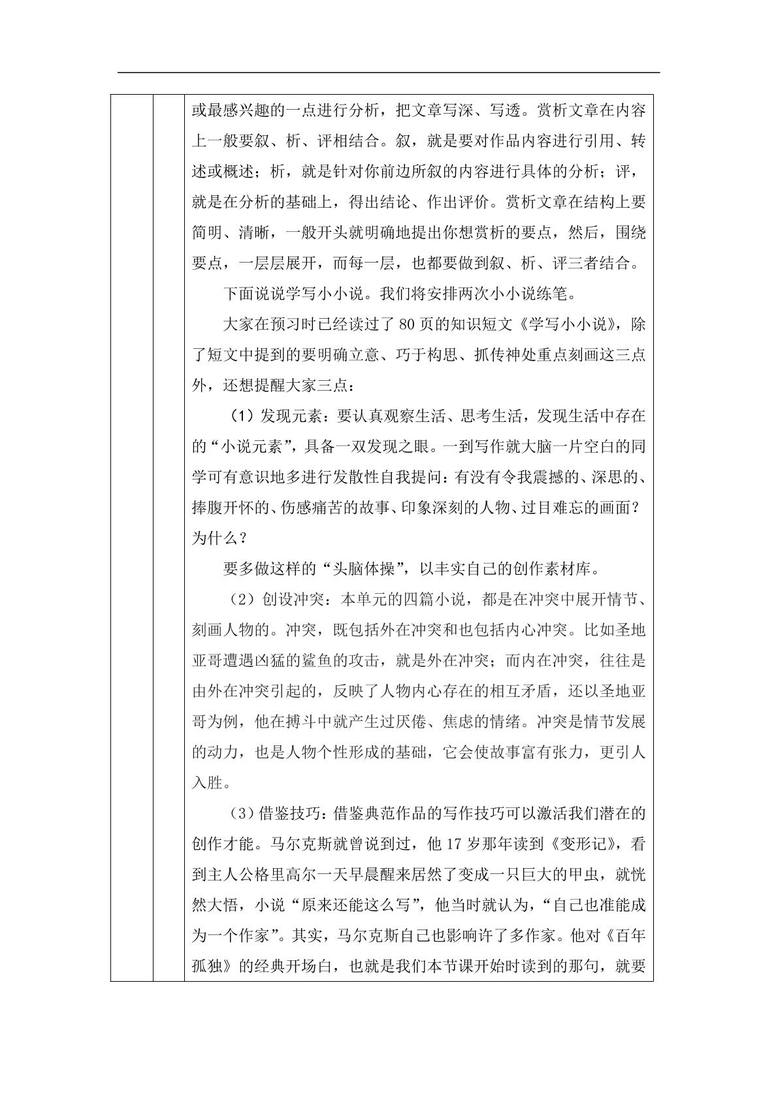 或最感兴趣的一点进行分析，把文章写深、写透。赏析文章在内容
上一般要叙、析、评相结合。叙，就是要对作品内容进行引用、转
述或概述；析，就是针对你前边所叙的内容进行具体的分析；评，
就是在分析的基础上，得出结论、作出评价。赏析文章在结构上要
简明、清晰，一般开头就明确地提出你想赏析的要点，然后，围绕
要点，一层层展开，而每一层，也都要做到叙、析、评三者结合。
下面说说学写小小说。我们将安排两次小小说练笔。
大家在预习时已经读过了 80 页的知识短文《学写小小说》，除
了短文中提到的要明确立意、巧于构思、抓传神处重点刻画这三点
外，还想提醒大家三点：
（1）发现元素：要认真观察生活、思考生活，发现生活中存在
的“小说元素”，具备一双发现之眼。一到写作就大脑一片空白的同
学可有意识地多进行发散性自我提问：有没有令我震撼的、深思的、
捧腹开怀的、伤感痛苦的故事、印象深刻的人物、过目难忘的画面？
为什么？
要多做这样的“头脑体操”，以丰实自己的创作素材库。
（2）创设冲突：本单元的四篇小说，都是在冲突中展开情节、
刻画人物的。冲突，既包括外在冲突和也包括内心冲突。比如圣地
亚哥遭遇凶猛的鲨鱼的攻击，就是外在冲突；而内在冲突，往往是
由外在冲突引起的，反映了人物内心存在的相互矛盾，还以圣地亚
哥为例，他在搏斗中就产生过厌倦、焦虑的情绪。冲突是情节发展
的动力，也是人物个性形成的基础，它会使故事富有张力，更引人
入胜。
（3）借鉴技巧：借鉴典范作品的写作技巧可以激活我们潜在的
创作才能。马尔克斯就曾说到过，他 17 岁那年读到《变形记》，看
到主人公格里高尔一天早晨醒来居然了变成一只巨大的甲虫，就恍
然大悟，小说“原来还能这么写”，他当时就认为，“自己也准能成
为一个作家”。其实，马尔克斯自己也影响许了多作家。他对《百年
孤独》的经典开场白，也就是我们本节课开始时读到的那句，就要